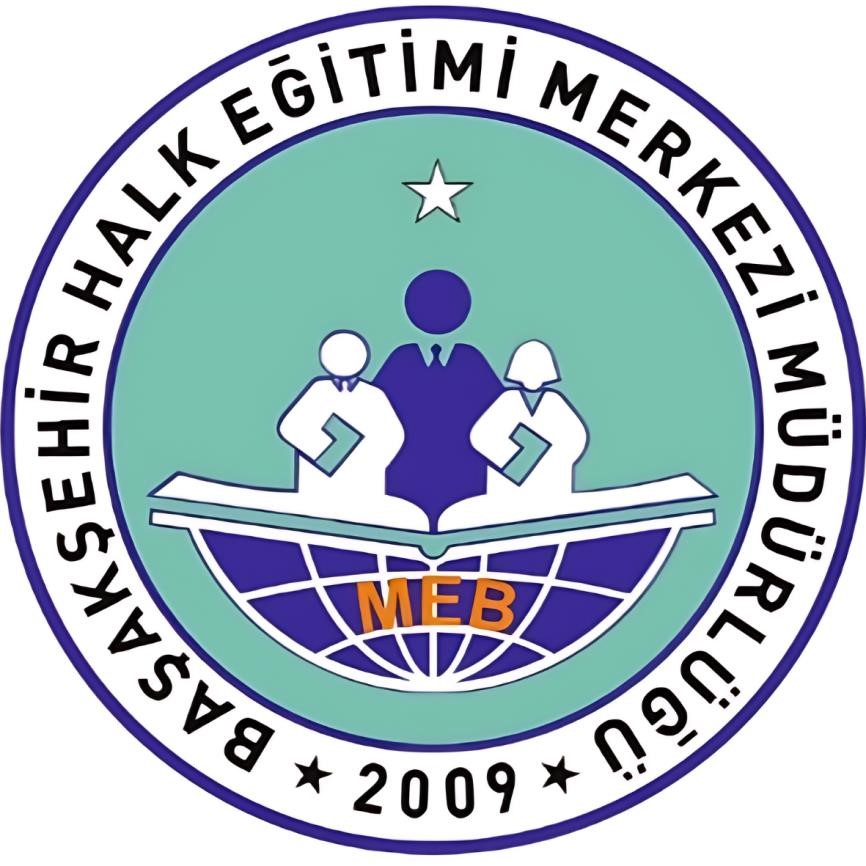 BAŞAKŞEHİR HALK EĞİTİMİ MERKEZİ MÜDÜRLÜĞÜ
MEB
★ 2009 ★